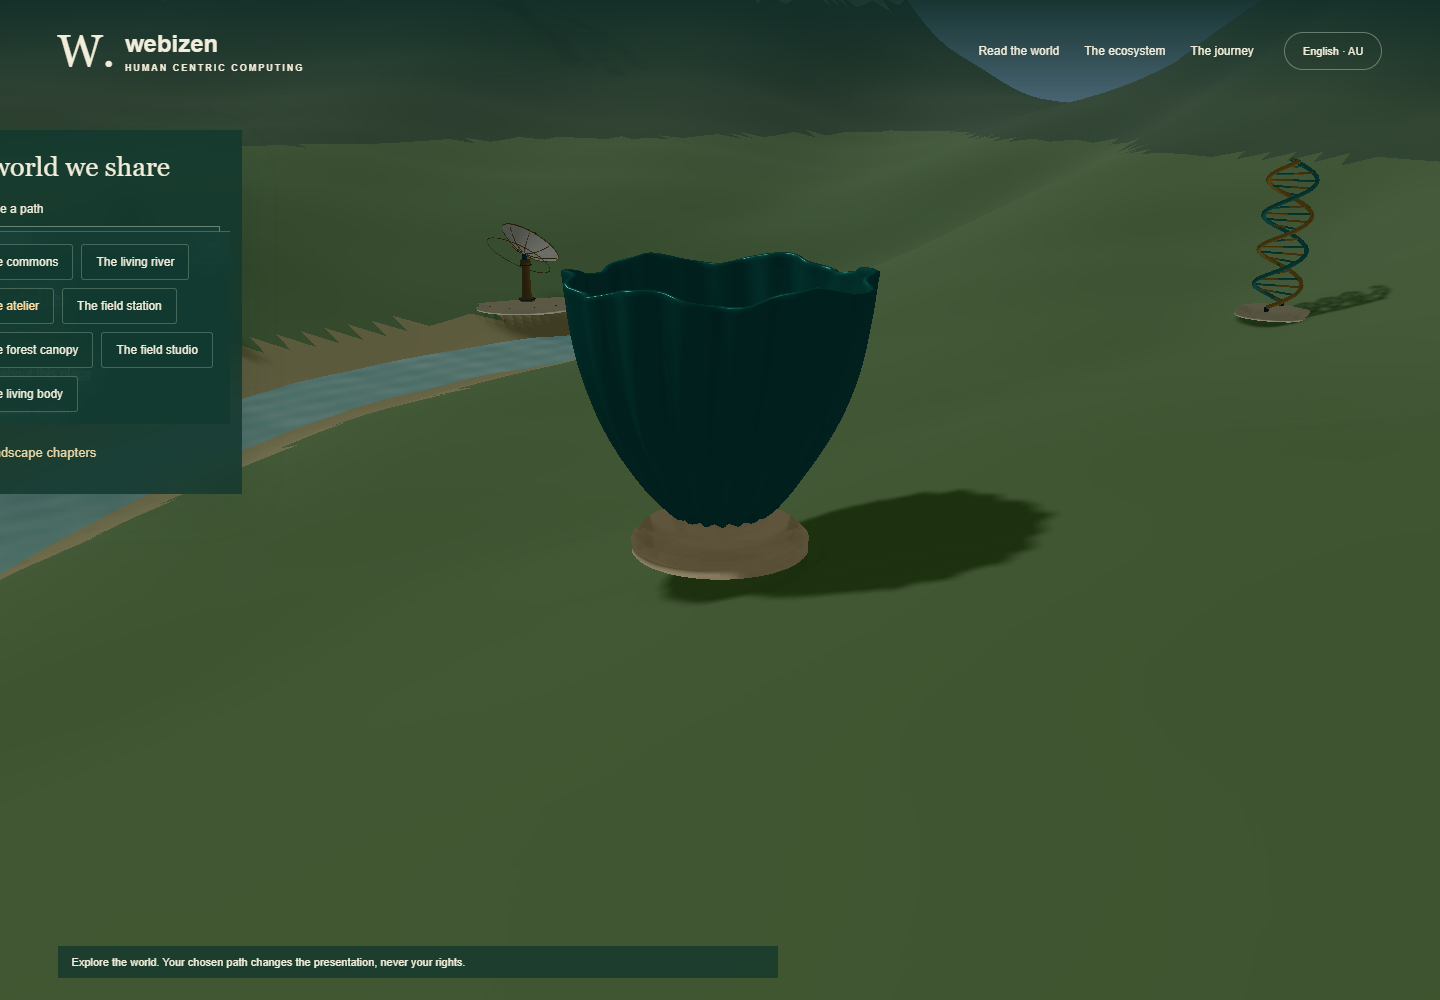 W. webizen
HUMAN CENTRIC COMPUTING
Read the world
The ecosystem
The journey
English · AU
world we share
a path
commons
The living river
atelier
The field station
forest canopy
The field studio
living body
chapters
Explore the world. Your chosen path changes the presentation, never your rights.